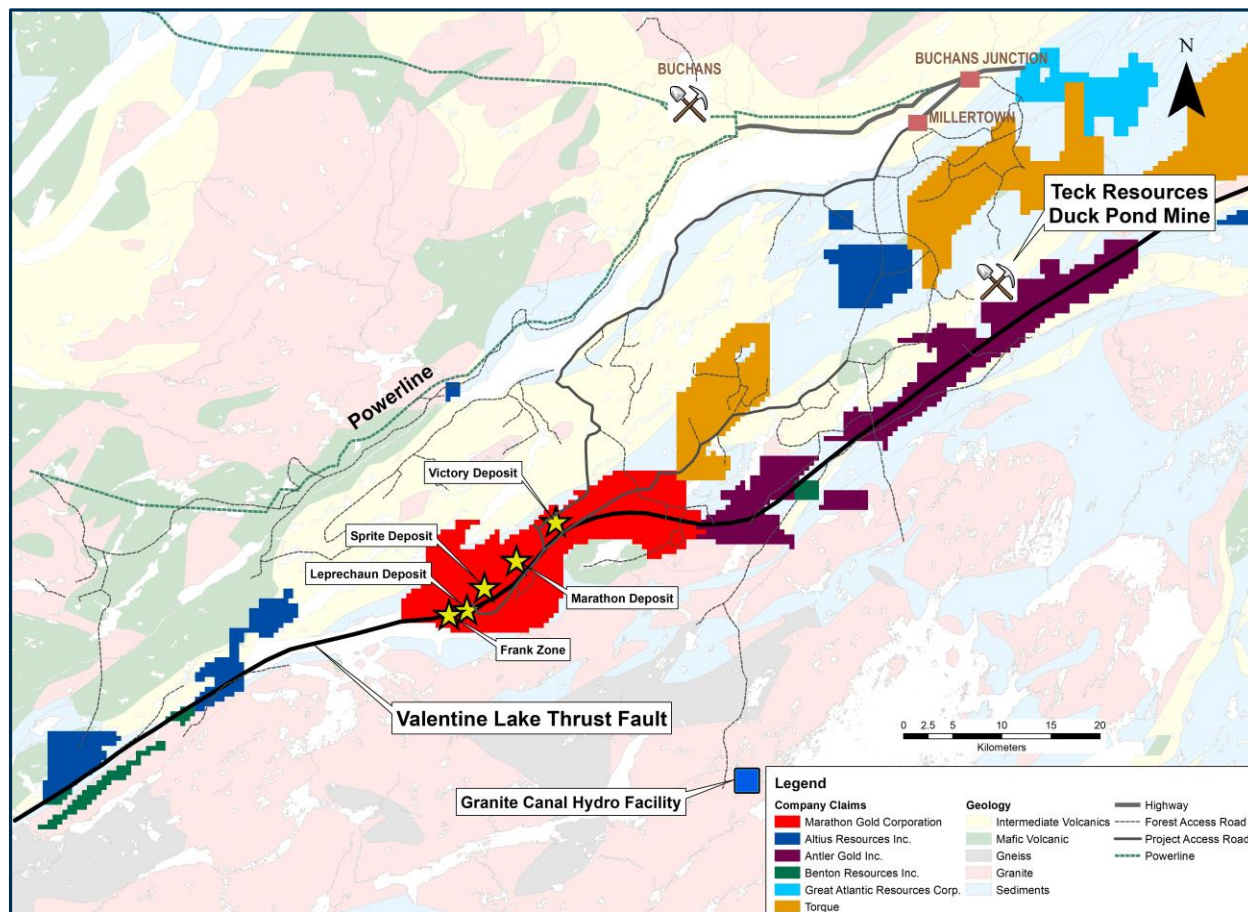 BUCHANS
BUCHANS JUNCTION
N
MILLERTOWN
Teck Resources
Duck Pond Mine
Powerline
Victory Deposit
Sprite Deposit
Leprechaun Deposit
Marathon Deposit
Frank Zone
Valentine Lake Thrust Fault
0 2.5 5 10 15 20
Kilometers
Granite Canal Hydro Facility
Legend
Company Claims
Marathon Gold Corporation
Altius Resources Inc.
Antler Gold Inc.
Benton Resources Inc.
Great Atlantic Resources Corp.
Torque
Geology
Intermediate Volcanics
Mafic Volcanic
Gneiss
Granite
Sediments
Highway
Forest Access Road
Project Access Road
Powerline